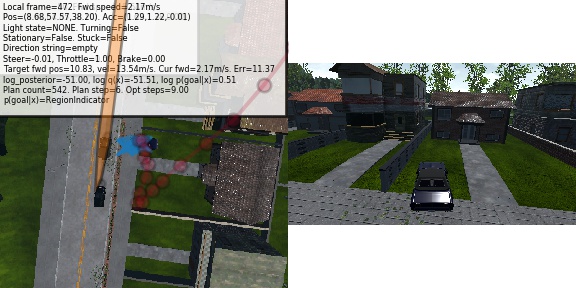 Local frame=472. Fwd speed=2.17m/s
Pos=(8.68,57.57,38.20). Acc=(1.29,1.22,-0.01)
Light state=NONE. Turning=False
Stationary=False. Stuck=False
Direction string=empty
Steer=-0.01, Throttle=1.00, Brake=0.00
Target fwd pos=10.83, vel=13.54m/s. Cur fwd=2.17m/s. Err=11.37
log_posterior=-51.00, log q(x)=-51.51, log p(goal|x)=0.51
Plan count=542. Plan step=6. Opt steps=9.00
p(goal|x)=RegionIndicator